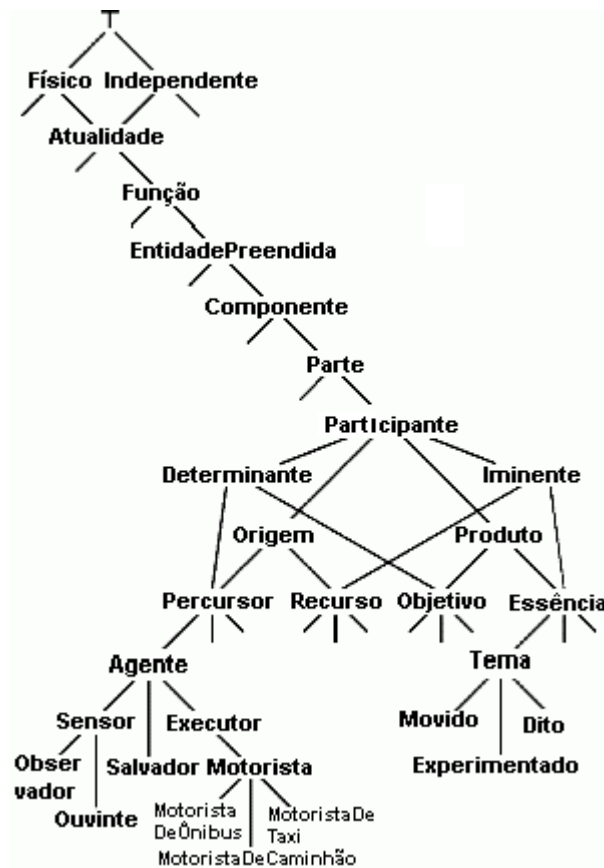 T
Físico Independente
Atualidade
Função
EntidadePreendida
Componente
Parte
Participante
Determinante Iminente
Origem Produto
Percursor Recurso Objetivo Essência
Agente Tema
Sensor Executor Movido Dito
Obser
vador
Salvador Motorista Experimentado
Ouvinte
Motorista
DeÔnibus
MotoristaDe
Taxi
MotoristaDeCaminhão